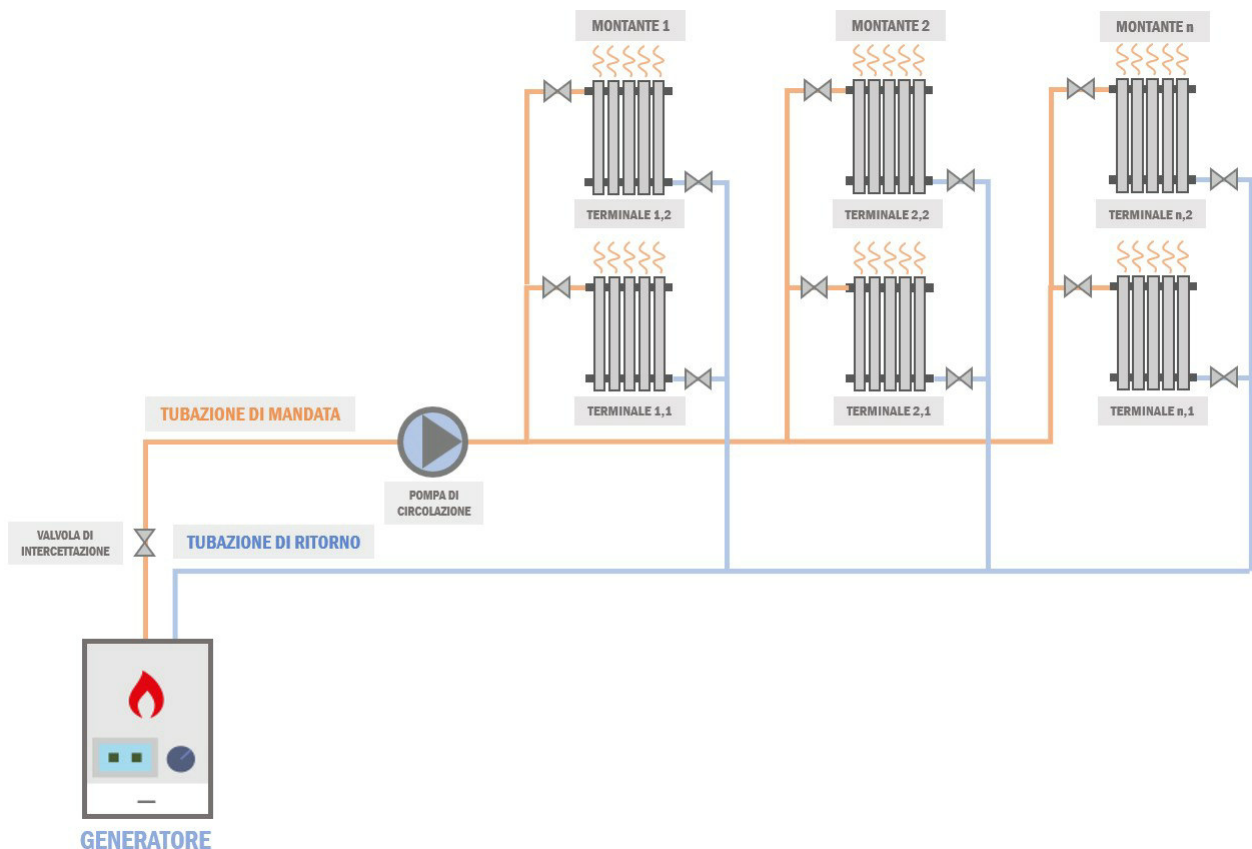 MONTANTE 1
MONTANTE 2
MONTANTE n
TERMINALE 1,2
TERMINALE 2,2
TERMINALE n,2
TERMINALE 1,1
TERMINALE 2,1
TERMINALE n,1
TUBAZIONE DI MANDATA
POMPA DI
CIRCOLAZIONE
VALVOLA DI
INTERCETTAZIONE
TUBAZIONE DI RITORNO
GENERATORE